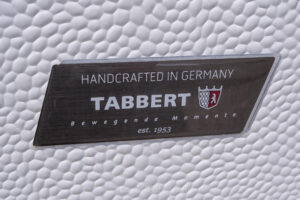 HANDCRAFTED IN GERMANY
TABBERT
Bewegende Momente
est. 1953